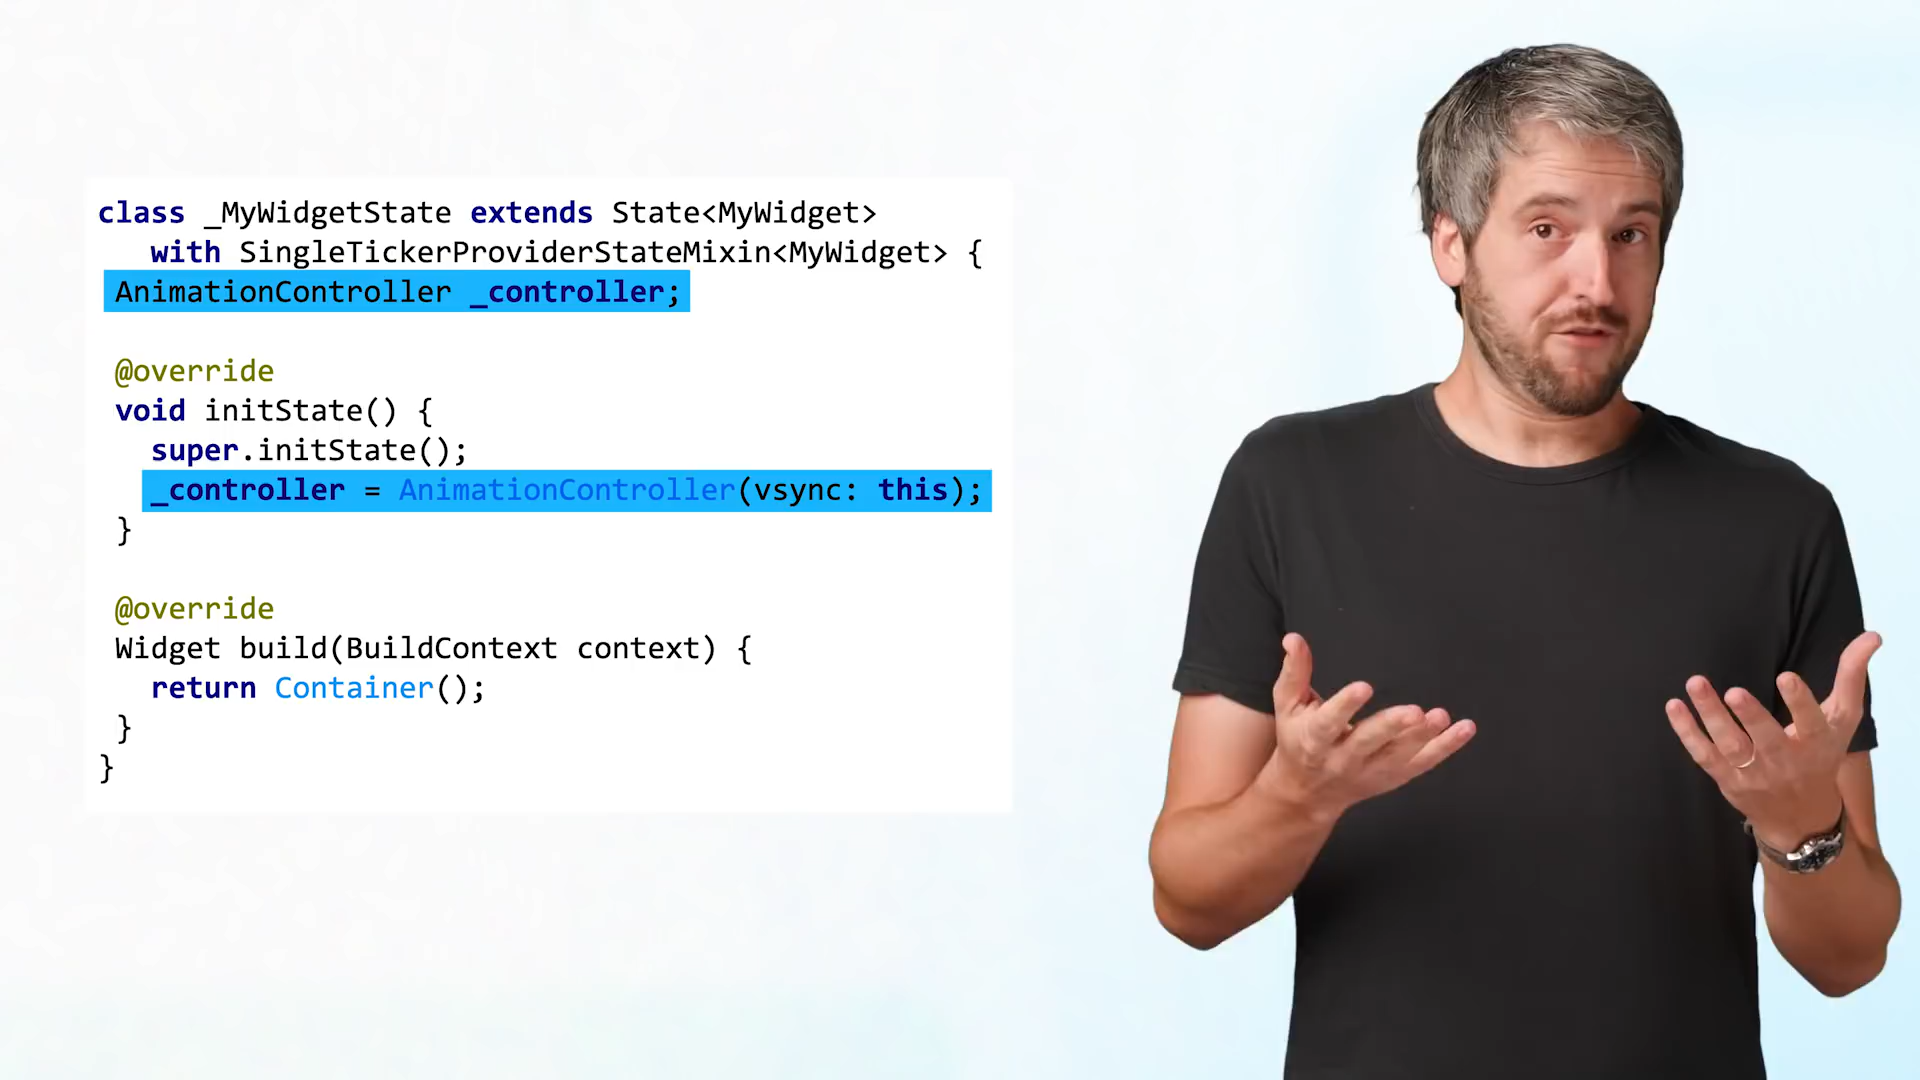 class _MyWidgetState extends State<MyWidget>
with SingleTickerProviderStateMixin<MyWidget> {
AnimationController _controller;
@override
void initState() {
super.initState();
_controller = AnimationController(vsync: this);
}
@override
Widget build(BuildContext context) {
return Container();
}
}